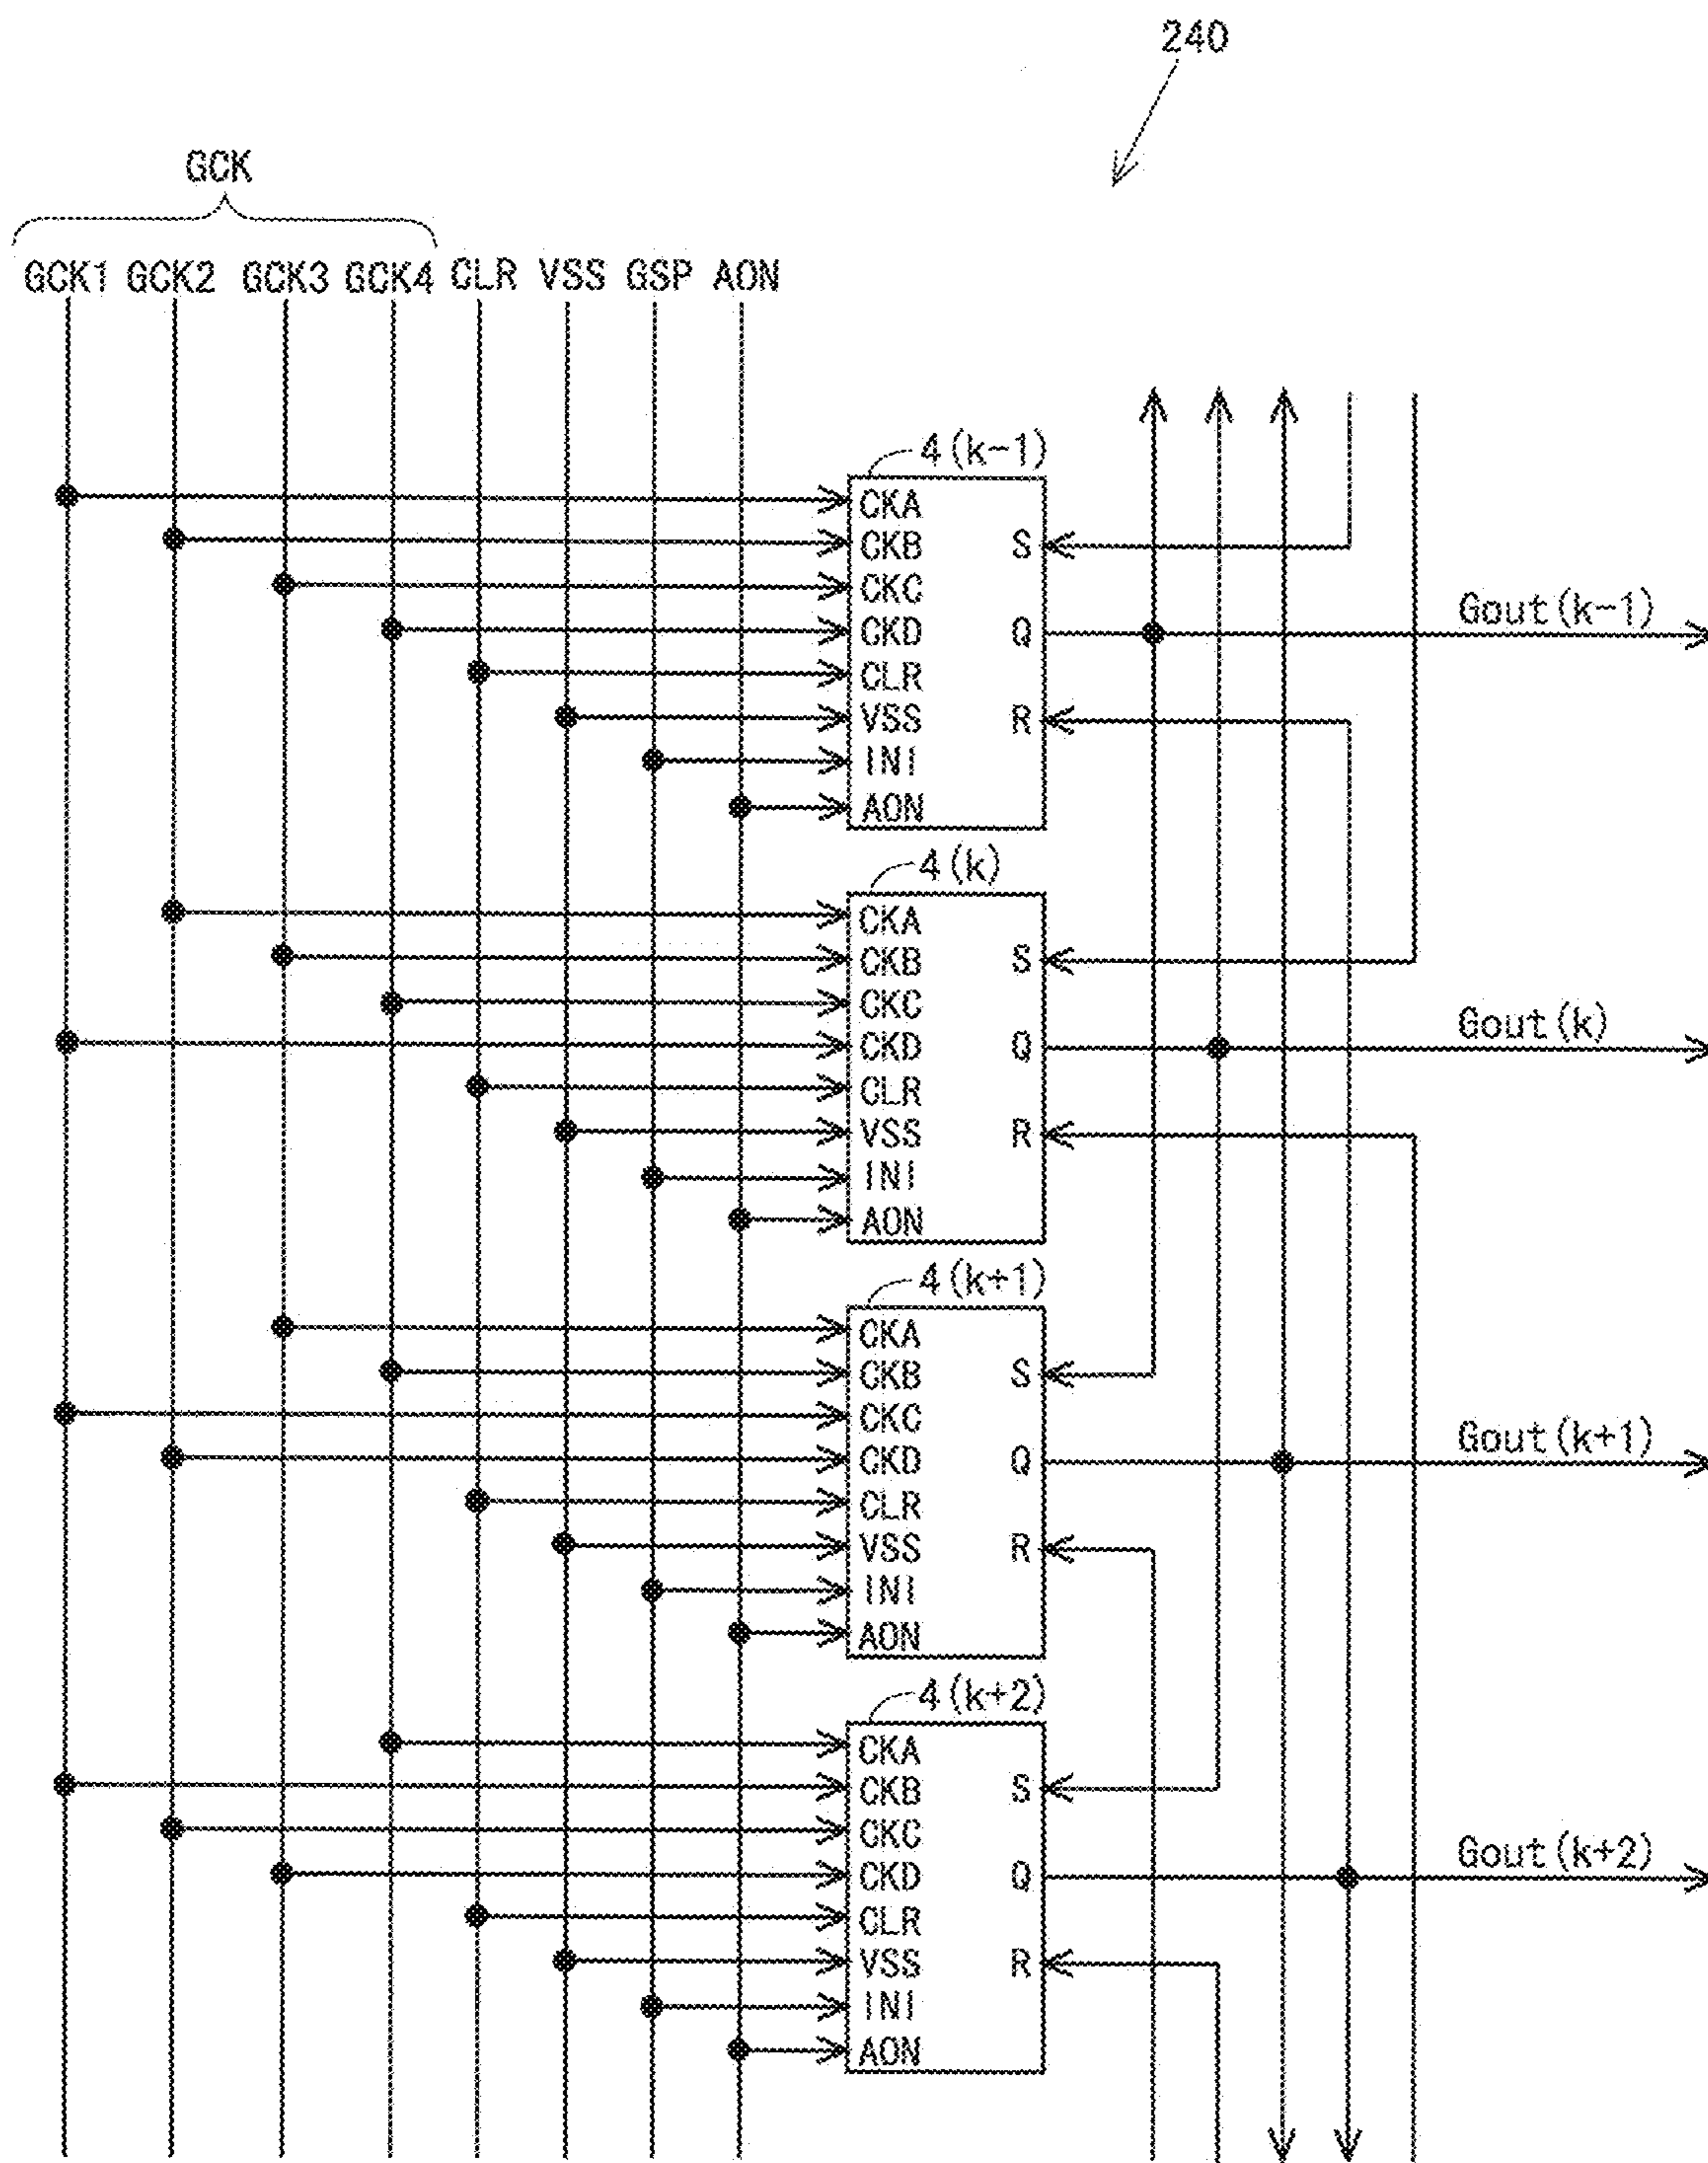 240
GCK
GCK1 GCK2 GCK3 GCK4 CLR VSS GSP AON
4(k-1)
CKA
CKB S
CKC
CKD Q Gout(k-1)
CLR
VSS R
INI
AON
4(k)
CKA
CKB S
CKC
CKD Q Gout(k)
CLR
VSS R
INI
AON
4(k+1)
CKA
CKB S
CKC
CKD Q Gout(k+1)
CLR
VSS R
INI
AON
4(k+2)
CKA
CKB S
CKC
CKD Q Gout(k+2)
CLR
VSS R
INI
AON